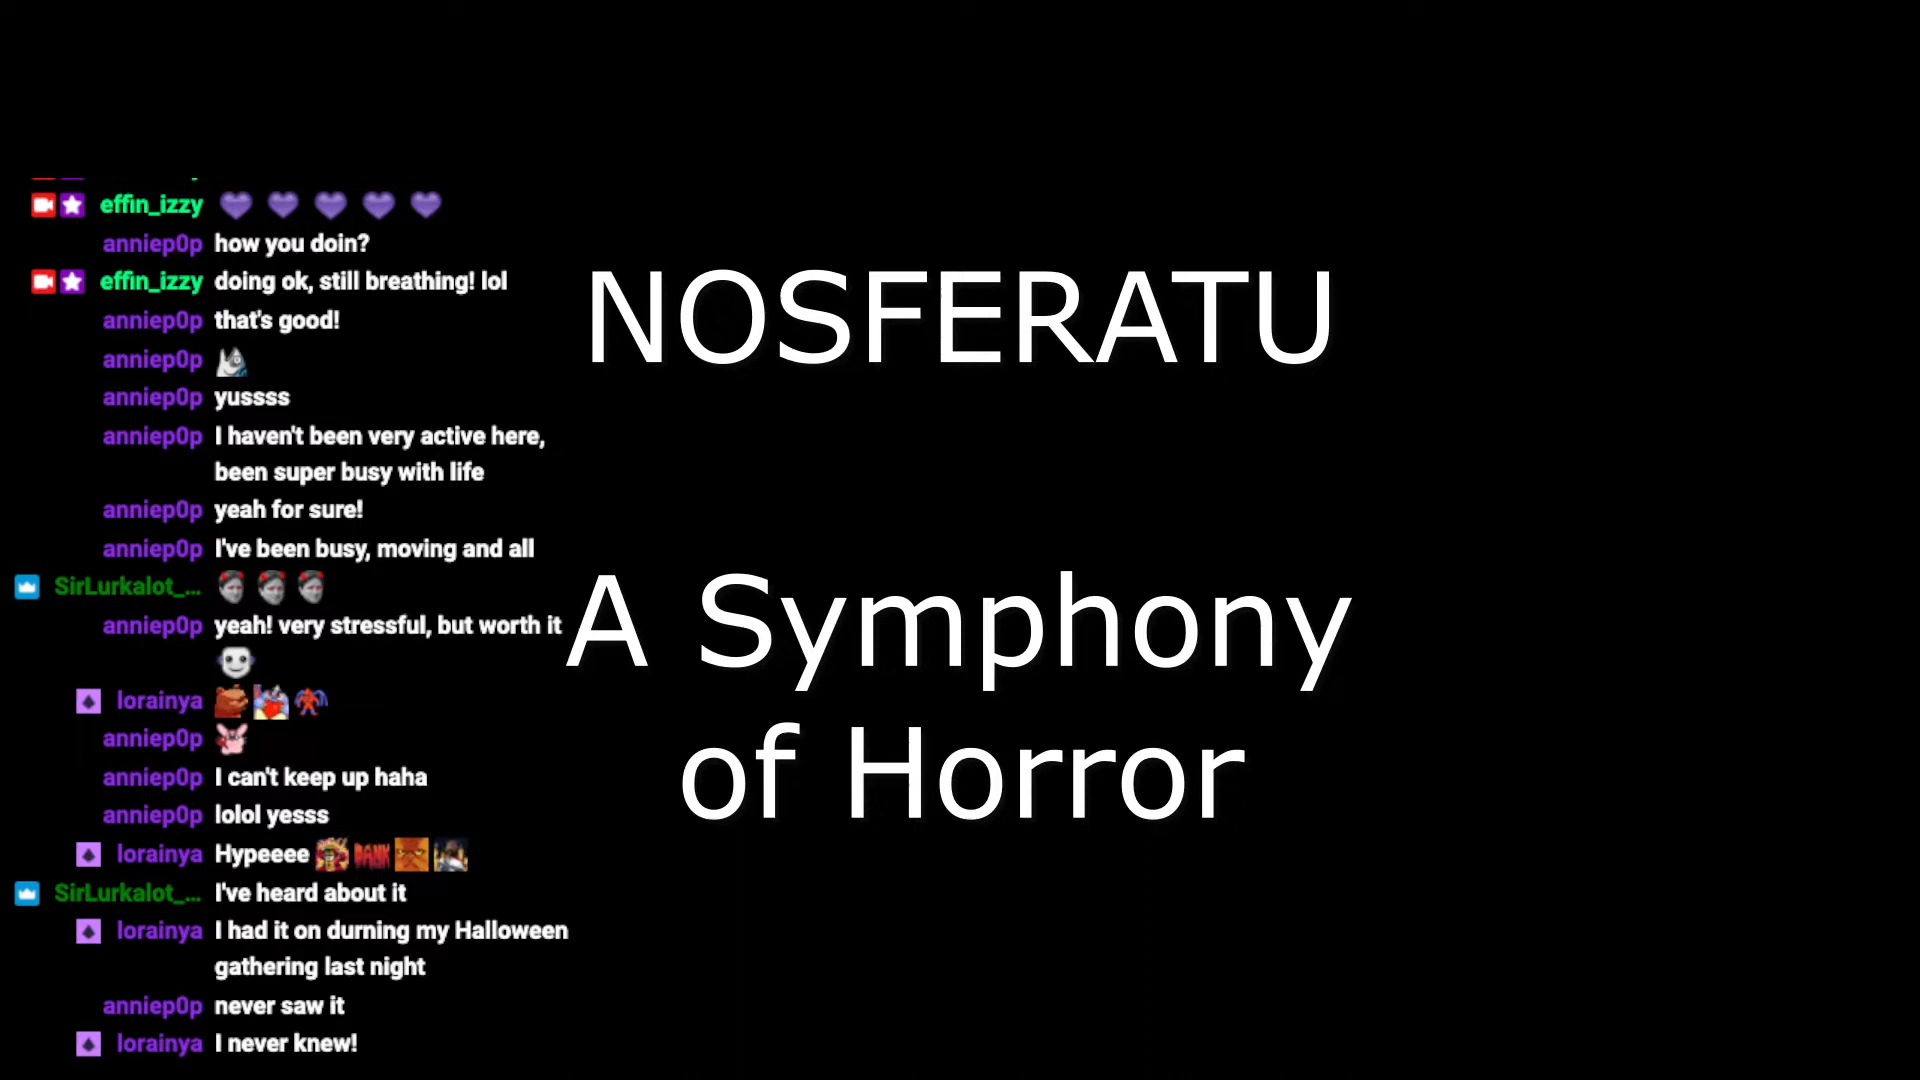 effin_izzy
anniep0p how you doin?
effin_izzy doing ok, still breathing! lol
anniep0p that's good!
anniep0p
anniep0p yussss
anniep0p I haven't been very active here,
been super busy with life
anniep0p yeah for sure!
anniep0p I've been busy, moving and all
SirLurkalot_...
anniep0p yeah! very stressful, but worth it
lorainya
anniep0p
anniep0p I can't keep up haha
anniep0p lolol yesss
lorainya Hypeeee DANK
SirLurkalot_... I've heard about it
lorainya I had it on durning my Halloween
gathering last night
anniep0p never saw it
lorainya I never knew!
NOSFERATU
A Symphony
of Horror